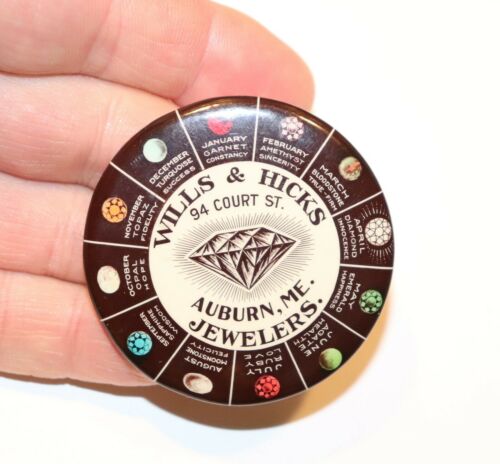 WILLS & HICKS
94 COURT ST.
AUBURN, ME.
JEWELERS.
JANUARY
GARNET
CONSTANCY
FEBRUARY
AMETHYST
SINCERITY
MARCH
BLOODSTONE
TRUE-FIRM
APRIL
DIAMOND
INNOCENCE
MAY
EMERALD
HAPPINESS
JUNE
AGATE
HEALTH
JULY
RUBY
LOVE
AUGUST
MOONSTONE
FELICITY
SEPTEMBER
SAPPHIRE
WISDOM
OCTOBER
OPAL
HOPE
NOVEMBER
TOPAZ
FIDELITY
DECEMBER
TURQUOISE
SUCCESS